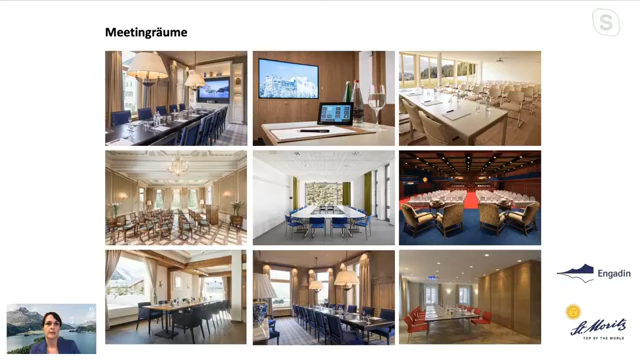 Meetingräume
S
Engadin
St. Moritz
TOP OF THE WORLD